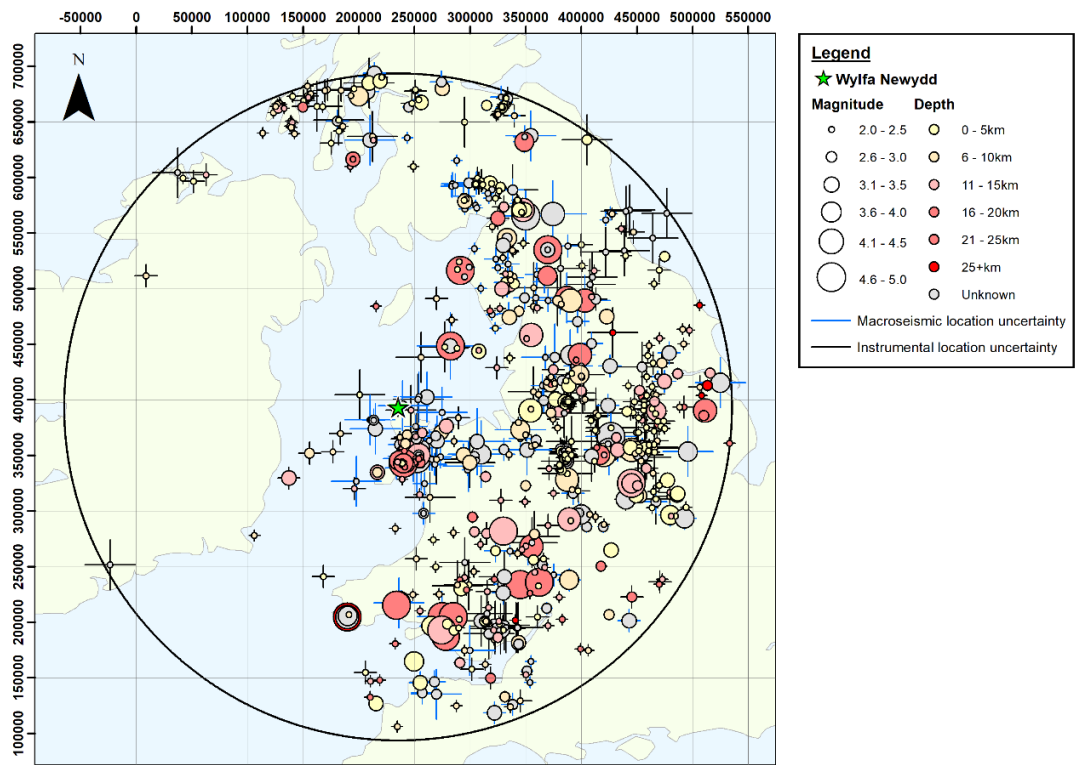 -50000 0 50000 100000 150000 200000 250000 300000 350000 400000 450000 500000 550000
N
700000
650000
600000
550000
500000
450000
400000
350000
300000
250000
200000
150000
100000
Legend
Wylfa Newydd
Magnitude Depth
2.0 - 2.5 0 - 5km
2.6 - 3.0 6 - 10km
3.1 - 3.5 11 - 15km
3.6 - 4.0 16 - 20km
4.1 - 4.5 21 - 25km
4.6 - 5.0 25+km
Unknown
Macroseismic location uncertainty
Instrumental location uncertainty